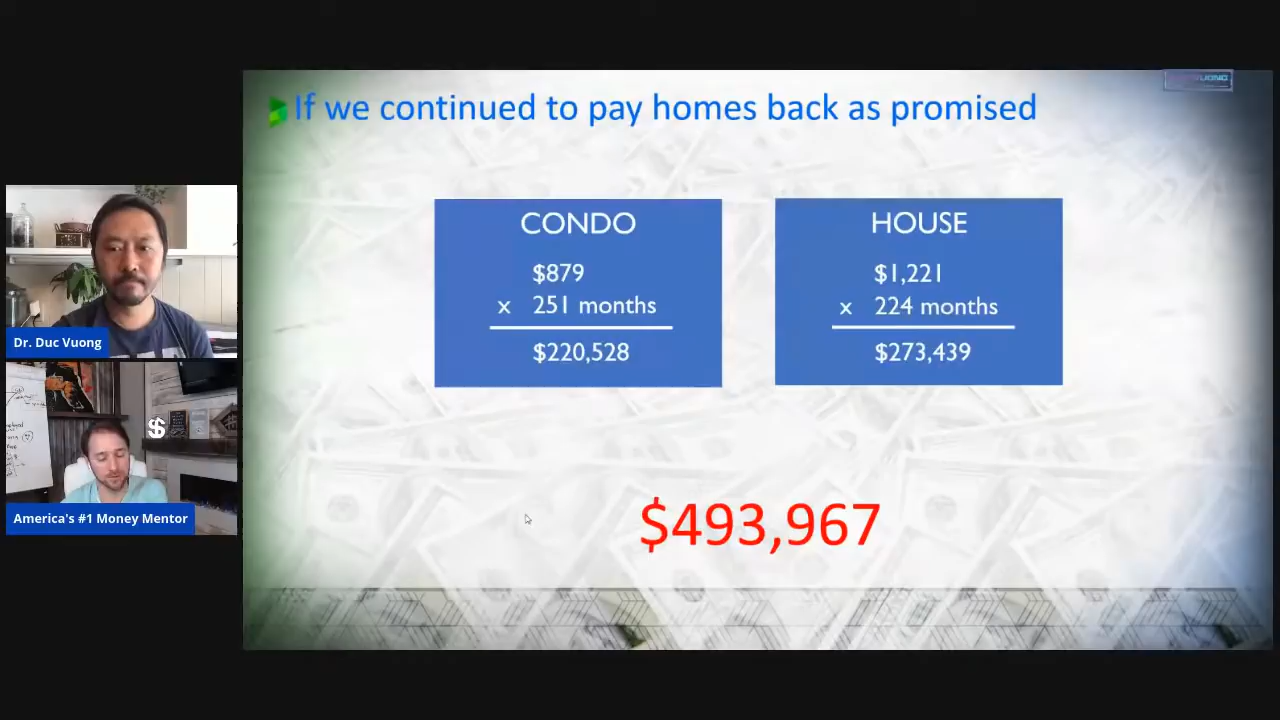 If we continued to pay homes back as promised
CONDO
$879
x 251 months
$220,528
HOUSE
$1,221
x 224 months
$273,439
$493,967
Dr. Duc Vuong
$
America's #1 Money Mentor